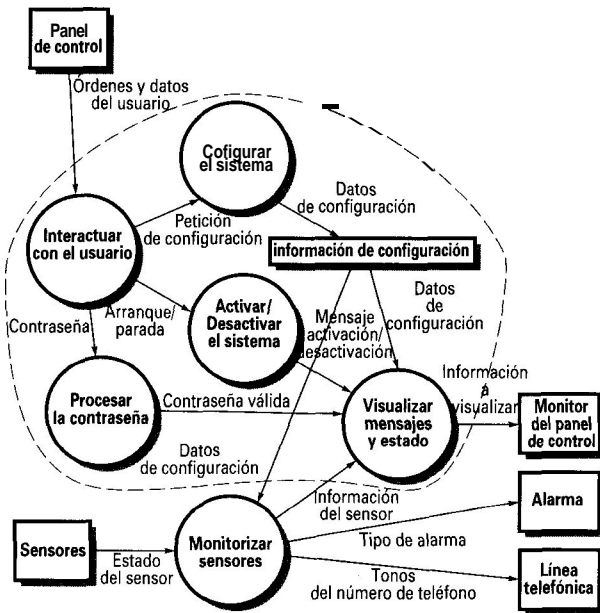 Panel
de control
Órdenes y datos
del usuario
Cofigurar
el sistema
Petición
de configuración
Datos
de configuración
Interactuar
con el usuario
información de configuración
Arranque/
parada
Contraseña
Activar/
Desactivar
el sistema
Mensaje
activación/
desactivación
Datos
de
configuración
Procesar
la contraseña
Contraseña válida
Visualizar
mensajes
y estado
Información
a
visualizar
Monitor
del panel
de control
Datos
de configuración
Información
del sensor
Sensores
Estado
del sensor
Monitorizar
sensores
Tipo de alarma
Alarma
Tonos
del número de teléfono
Línea
telefónica